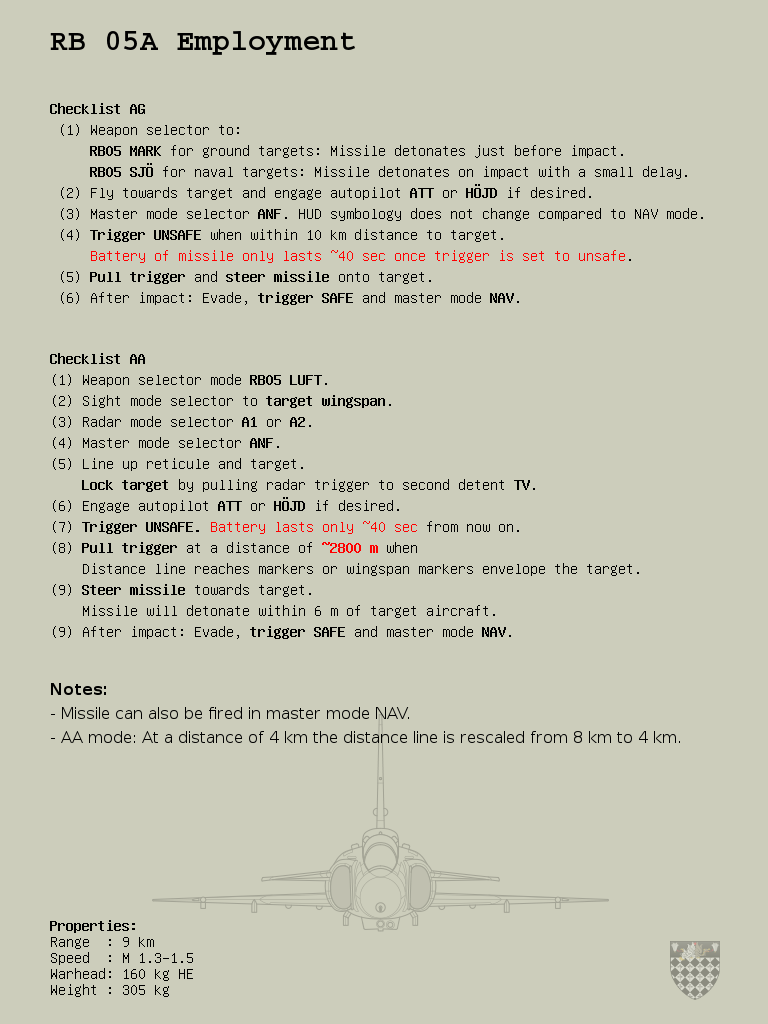 RB 05A Employment
Checklist AG
(1) Weapon selector to:
RB05 MARK for ground targets: Missile detonates just before impact.
RB05 SJÖ for naval targets: Missile detonates on impact with a small delay.
(2) Fly towards target and engage autopilot ATT or HÖJD if desired.
(3) Master mode selector ANF. HUD symbology does not change compared to NAV mode.
(4) Trigger UNSAFE when within 10 km distance to target.
Battery of missile only lasts ~40 sec once trigger is set to unsafe.
(5) Pull trigger and steer missile onto target.
(6) After impact: Evade, trigger SAFE and master mode NAV.
Checklist AA
(1) Weapon selector mode RB05 LUFT.
(2) Sight mode selector to target wingspan.
(3) Radar mode selector A1 or A2.
(4) Master mode selector ANF.
(5) Line up reticule and target.
Lock target by pulling radar trigger to second detent TV.
(6) Engage autopilot ATT or HÖJD if desired.
(7) Trigger UNSAFE. Battery lasts only ~40 sec from now on.
(8) Pull trigger at a distance of ~2800 m when
Distance line reaches markers or wingspan markers envelope the target.
(9) Steer missile towards target.
Missile will detonate within 6 m of target aircraft.
(9) After impact: Evade, trigger SAFE and master mode NAV.
Notes:
- Missile can also be fired in master mode NAV.
- AA mode: At a distance of 4 km the distance line is rescaled from 8 km to 4 km.
Properties:
Range : 9 km
Speed : M 1.3-1.5
Warhead: 160 kg HE
Weight : 305 kg